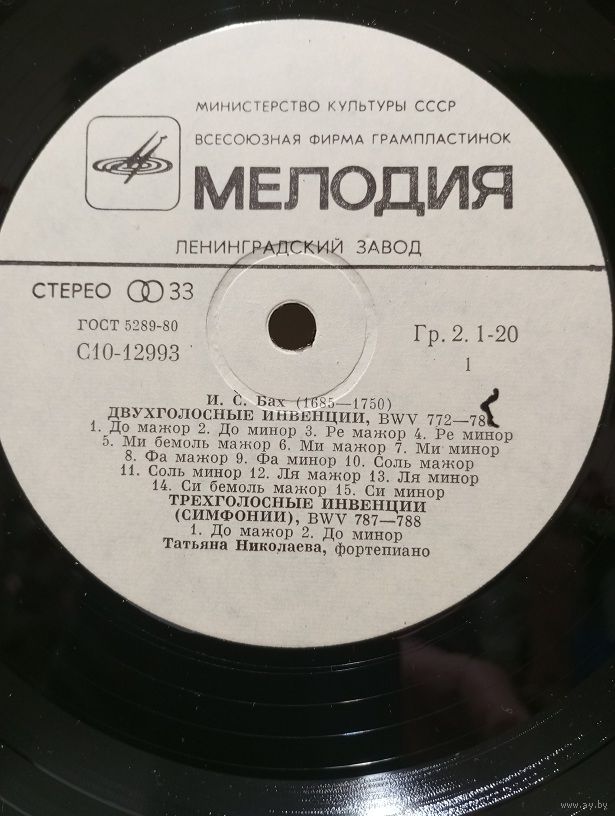 МИНИСТЕРСТВО КУЛЬТУРЫ СССР
ВСЕСОЮЗНАЯ ФИРМА ГРАМПЛАСТИНОК
МЕЛОДИЯ
ЛЕНИНГРАДСКИЙ ЗАВОД
СТЕРЕО 33
ГОСТ 5289-80
С10-12993
Гр. 2. 1-20
1
И. С. Бах (1685—1750)
ДВУХГОЛОСНЫЕ ИНВЕНЦИИ, BWV 772—78
1. До мажор 2. До минор 3. Ре мажор 4. Ре минор
5. Ми бемоль мажор 6. Ми мажор 7. Ми минор
8. Фа мажор 9. Фа минор 10. Соль мажор
11. Соль минор 12. Ля мажор 13. Ля минор
14. Си бемоль мажор 15. Си минор
ТРЕХГОЛОСНЫЕ ИНВЕНЦИИ
(СИМФОНИИ), BWV 787—788
1. До мажор 2. До минор
Татьяна Николаева, фортепиано
www.ay.by